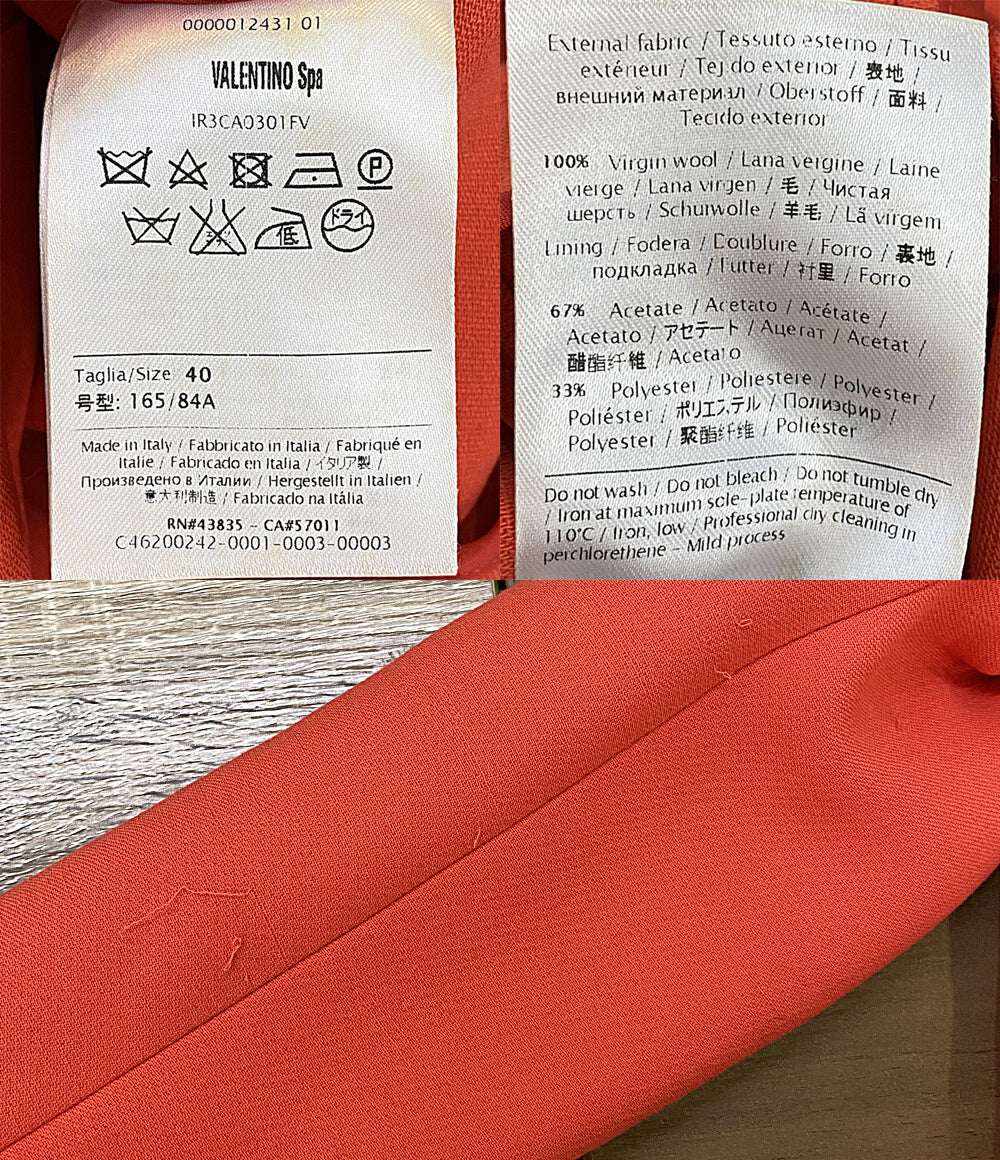 0000012431 01
VALENTINO Spa
IR3CA0301FV
P
低
ドライ
Taglia/Size 40
号型: 165/84A
Made in Italy / Fabbricato in Italia / Fabriqué en
Italie / Fabricado en Italia / イタリア製 /
Произведено в Италии / Hergestellt in Italien /
意大利制造 / Fabricado na Itália
RN#43835 - CA#57011
C46200242-0001-0003-00003
External fabric / Tessuto esterno / Tissu
extérieur / Tejido exterior / 表地 /
внешний материал / Oberstoff / 面料 /
Tecido exterior
100% Virgin wool / Lana vergine / Laine
vierge / Lana virgen / 毛 / Чистая
шерсть / Schurwolle / 羊毛 / Lã virgem
Lining / Fodera / Doublure / Forro / 裏地 /
подкладка / Futter / 衬里 / Forro
67% Acetate / Acetato / Acétate /
Acetato / アセテート / Ацетат / Acetat /
醋酯纤维 / Acetato
33% Polyester / Poliestere / Polyester /
Poliéster / ポリエステル / Полиэфир /
Polyester / 聚酯纤维 / Poliéster
Do not wash / Do not bleach / Do not tumble dry
/ Iron at maximum sole-plate temperature of
110°C / Iron, low / Professional dry cleaning in
perchlorethene - Mild process